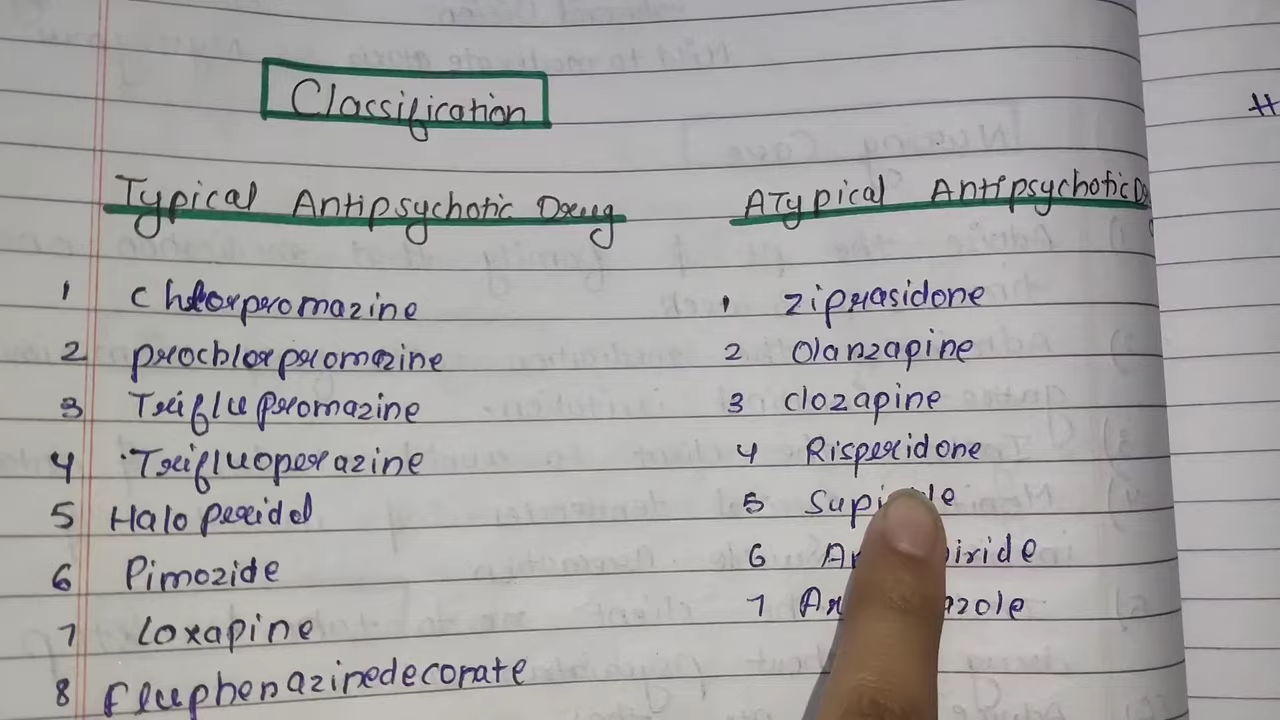 Classification
Typical Antipsychotic Drug
1 Chlorpromazine
2 prochlorpromazine
3 Triflupromazine
4 Trifluoperazine
5 Haloperidol
6 Pimozide
7 Loxapine
8 Fluphenazinedecorate
ATypical Antipsychotic
1 Ziprasidone
2 Olanzapine
3 clozapine
4 Risperidone
5
6
7
#